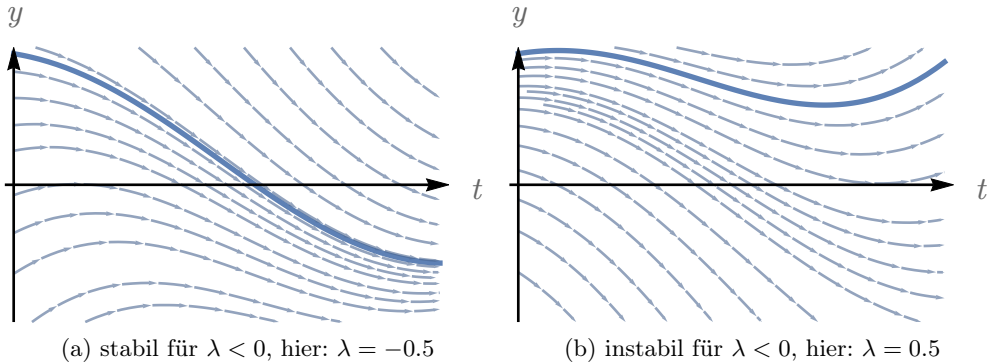 y
t
(a) stabil für λ < 0, hier: λ = −0.5
y
t
(b) instabil für λ < 0, hier: λ = 0.5